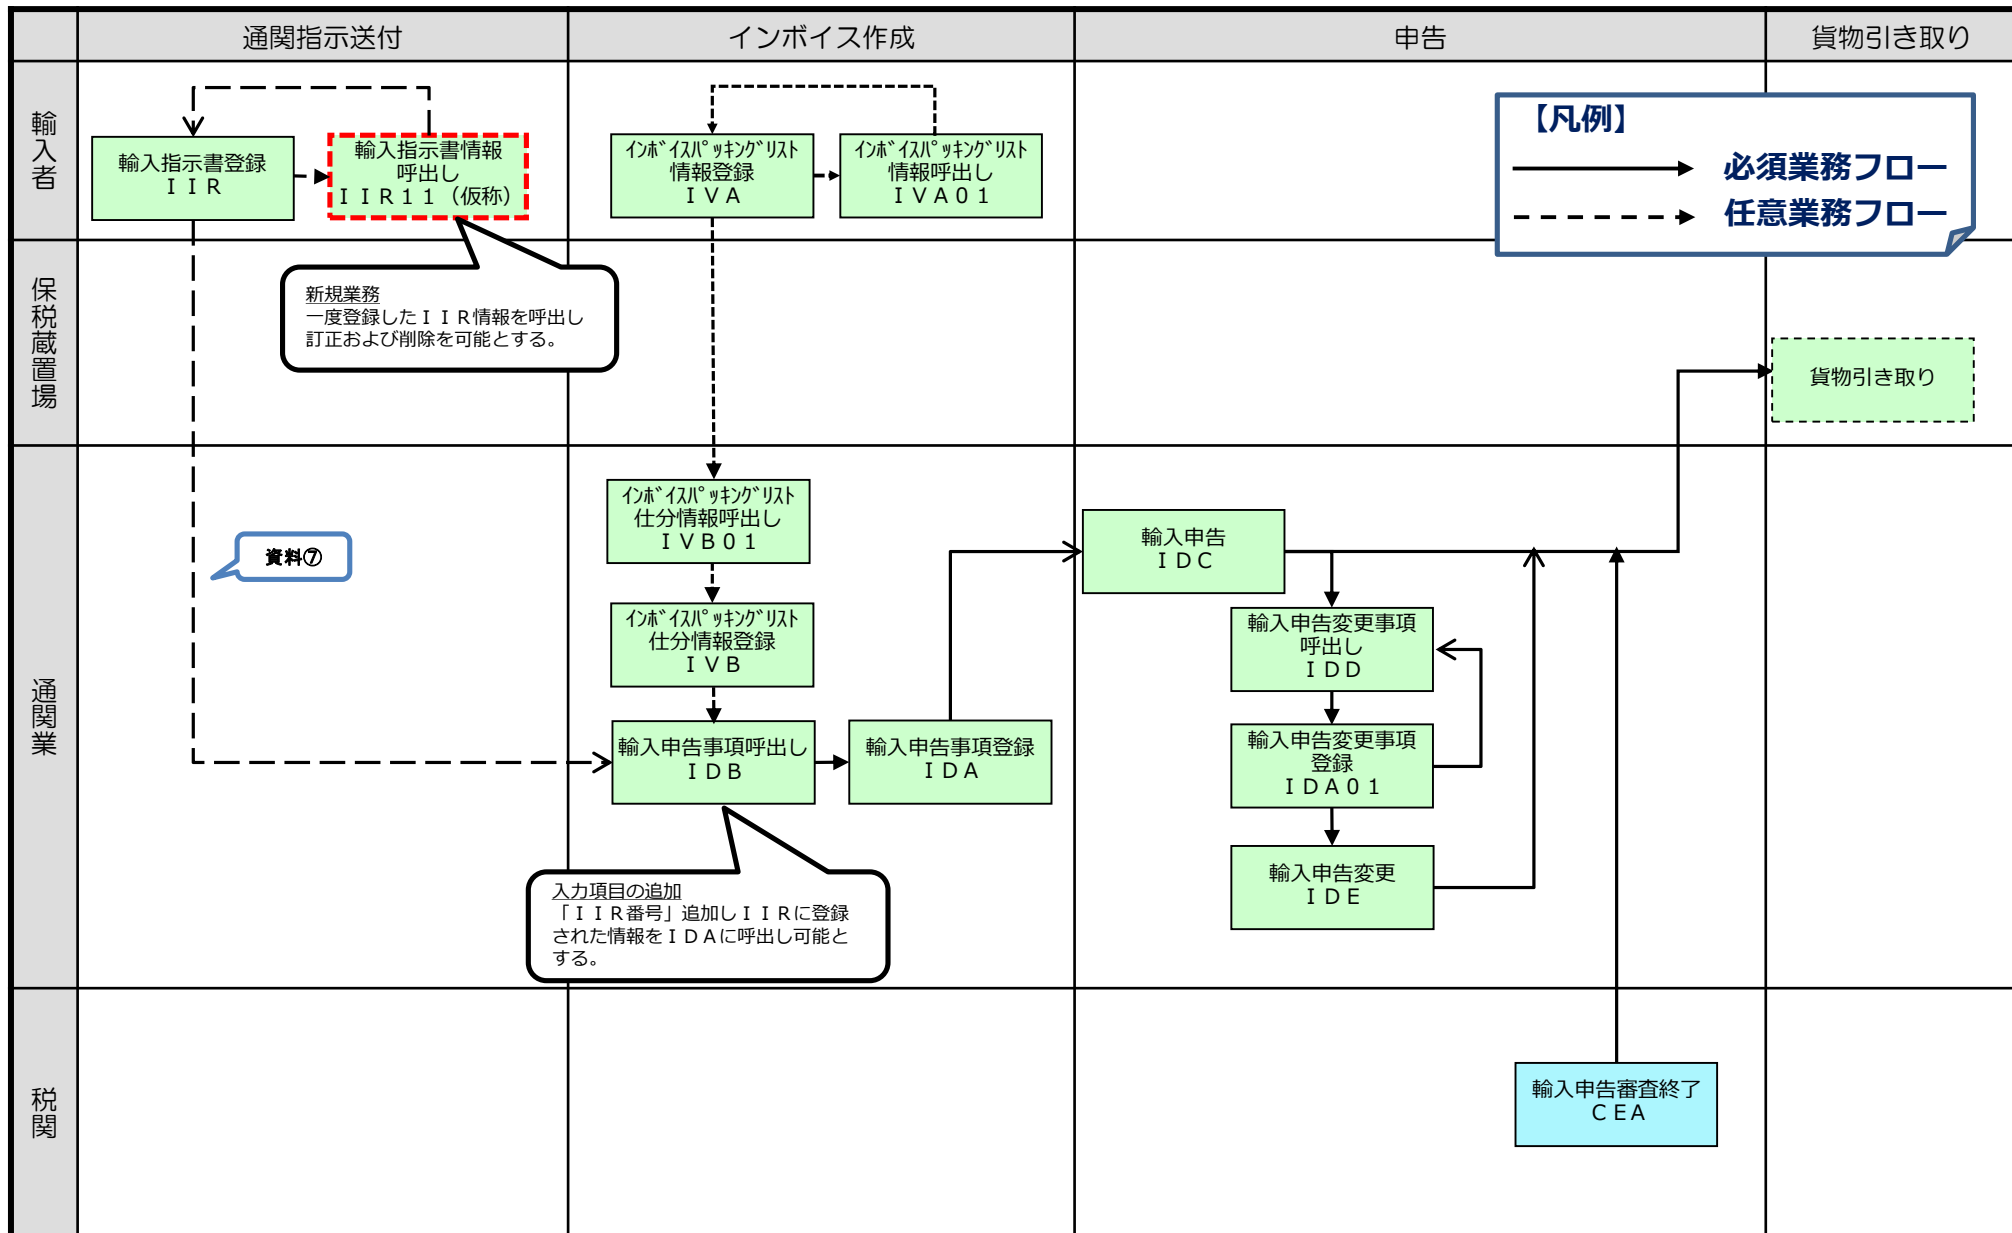 通関指示送付
インボイス作成
申告
貨物引き取り
輸入者
輸入指示書登録
ＩＩＲ
輸入指示書情報
呼出し
ＩＩＲ１１（仮称）
ｲﾝﾎﾞｲｽﾊﾟｯｷﾝｸﾞﾘｽﾄ
情報登録
ＩＶＡ
ｲﾝﾎﾞｲｽﾊﾟｯｷﾝｸﾞﾘｽﾄ
情報呼出し
ＩＶＡ０１
【凡例】
必須業務フロー
任意業務フロー
保税蔵置場
新規業務
一度登録したＩＩＲ情報を呼出し
訂正および削除を可能とする。
貨物引き取り
通関業
資料⑦
ｲﾝﾎﾞｲｽﾊﾟｯｷﾝｸﾞﾘｽﾄ
仕分情報呼出し
ＩＶＢ０１
ｲﾝﾎﾞｲｽﾊﾟｯｷﾝｸﾞﾘｽﾄ
仕分情報登録
ＩＶＢ
輸入申告事項呼出し
ＩＤＢ
輸入申告事項登録
ＩＤＡ
入力項目の追加
「ＩＩＲ番号」追加しＩＩＲに登録
された情報をＩＤＡに呼出し可能と
する。
輸入申告
ＩＤＣ
輸入申告変更事項
呼出し
ＩＤＤ
輸入申告変更事項
登録
ＩＤＡ０１
輸入申告変更
ＩＤＥ
税関
輸入申告審査終了
ＣＥＡ